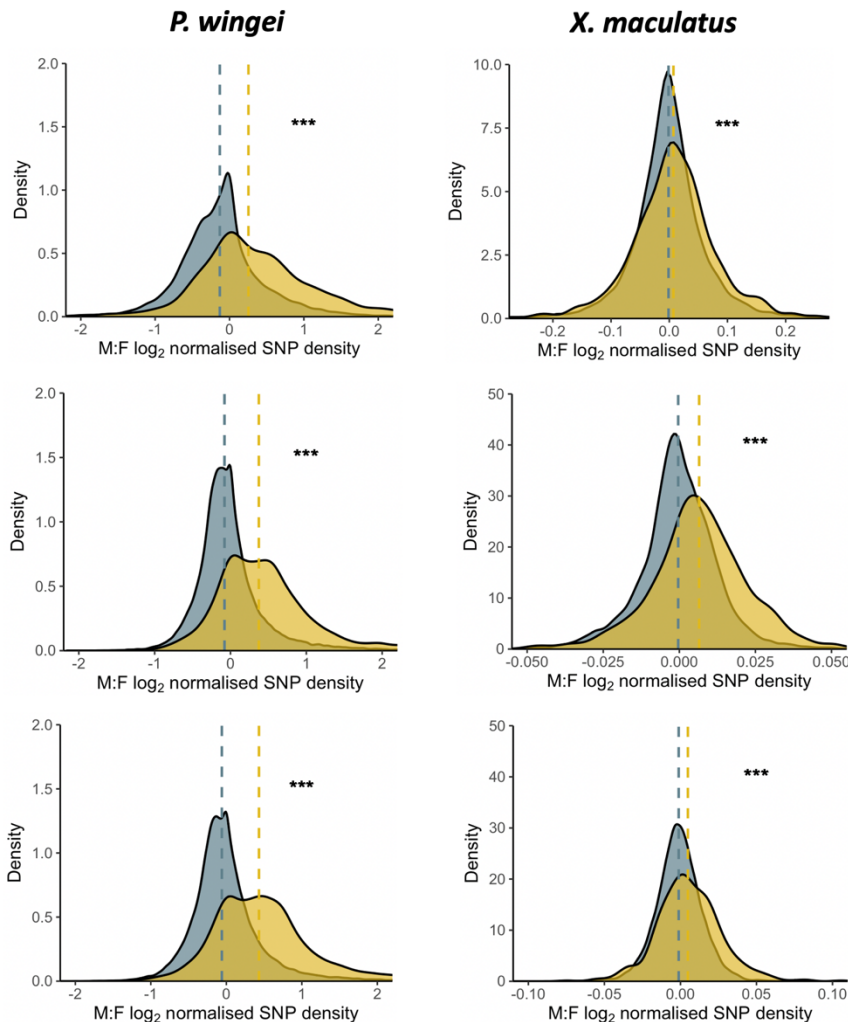 P. wingei
X. maculatus
2.0
1.5
1.0
0.5
0.0
Density
***
-2 -1 0 1 2
M:F log₂ normalised SNP density
10.0
7.5
5.0
2.5
0.0
Density
***
-0.2 -0.1 0.0 0.1 0.2
M:F log₂ normalised SNP density
2.0
1.5
1.0
0.5
0.0
Density
***
-2 -1 0 1 2
M:F log₂ normalised SNP density
50
40
30
20
10
0
Density
***
-0.050 -0.025 0.000 0.025 0.050
M:F log₂ normalised SNP density
2.0
1.5
1.0
0.5
0.0
Density
***
-2 -1 0 1 2
M:F log₂ normalised SNP density
50
40
30
20
10
0
Density
***
-0.10 -0.05 0.00 0.05 0.10
M:F log₂ normalised SNP density